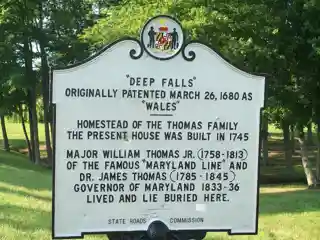 "DEEP FALLS"
ORIGINALLY PATENTED MARCH 26, 1680 AS
"WALES"
HOMESTEAD OF THE THOMAS FAMILY
THE PRESENT HOUSE WAS BUILT IN 1745
MAJOR WILLIAM THOMAS JR. (1758-1813)
OF THE FAMOUS "MARYLAND LINE" AND
DR. JAMES THOMAS (1785-1845)
GOVERNOR OF MARYLAND 1833-36
LIVED AND LIE BURIED HERE.
STATE ROADS COMMISSION